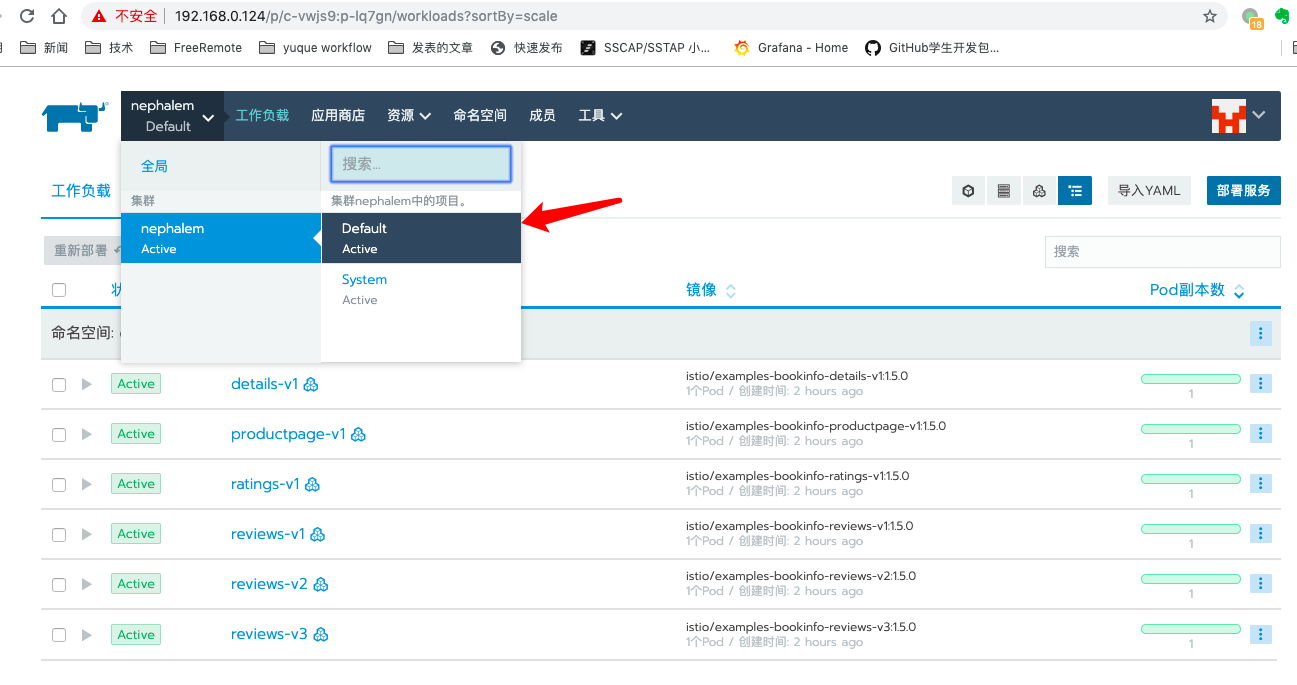 不安全 192.168.0.124/p/c-vwjs9:p-lq7gn/workloads?sortBy=scale
18
新闻 技术 FreeRemote yuque workflow 发表的文章 快速发布 SSCAP/SSTAP 小... Grafana - Home GitHub学生开发包...
nephalem
Default
工作负载 应用商店 资源 命名空间 成员 工具
全局 搜索...
工作负载
集群 集群nephalem中的项目。
导入YAML 部署服务
nephalem Default
Active Active
重新部署
搜索
System
Active
镜像 Pod副本数
命名空间:
Active details-v1 istio/examples-bookinfo-details-v1:1.5.0
1个Pod / 创建时间: 2 hours ago
1
Active productpage-v1 istio/examples-bookinfo-productpage-v1:1.5.0
1个Pod / 创建时间: 2 hours ago
1
Active ratings-v1 istio/examples-bookinfo-ratings-v1:1.5.0
1个Pod / 创建时间: 2 hours ago
1
Active reviews-v1 istio/examples-bookinfo-reviews-v1:1.5.0
1个Pod / 创建时间: 2 hours ago
1
Active reviews-v2 istio/examples-bookinfo-reviews-v2:1.5.0
1个Pod / 创建时间: 2 hours ago
1
Active reviews-v3 istio/examples-bookinfo-reviews-v3:1.5.0
1个Pod / 创建时间: 2 hours ago
1